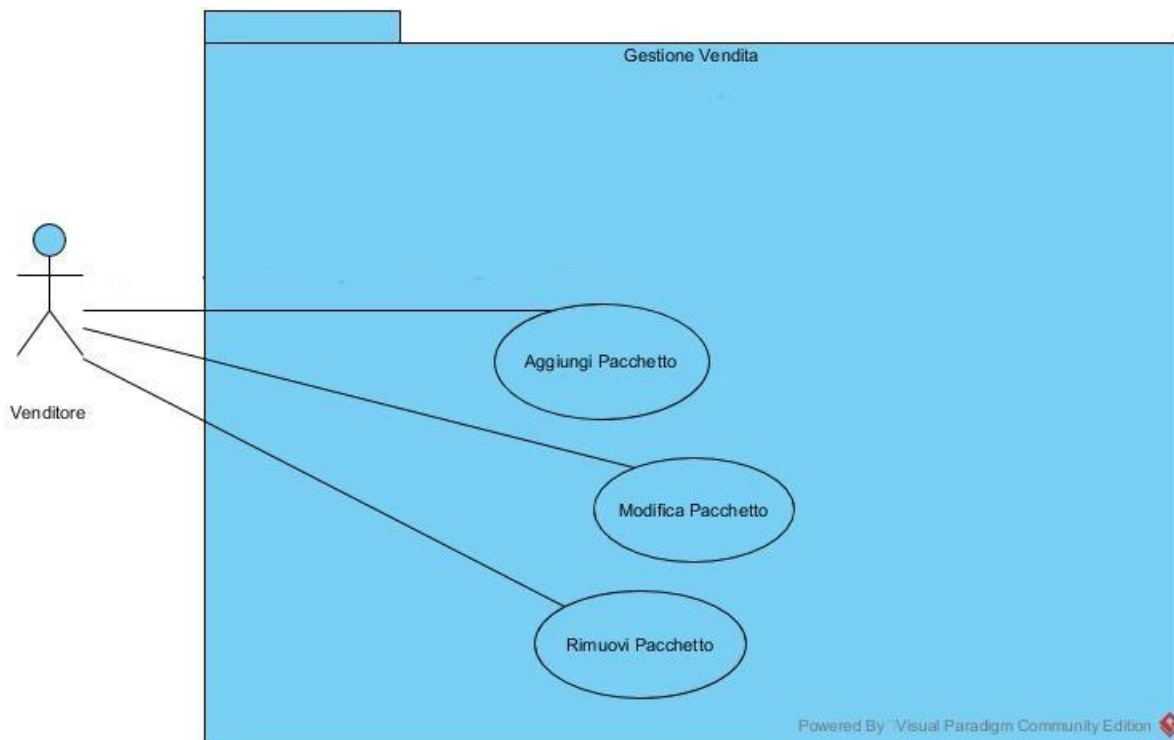 Gestione Vendita
Aggiungi Pacchetto
Venditore
Modifica Pacchetto
Rimuovi Pacchetto
Powered By Visual Paradigm Community Edition